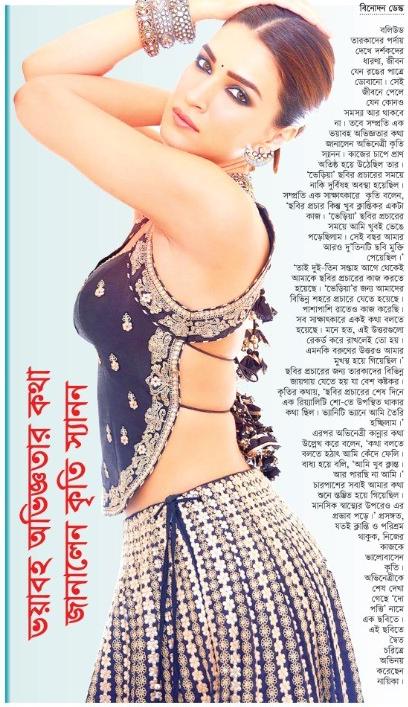 বিনোদন ডেস্ক
বলিউড
তারকাদের পর্দায়
দেখে দর্শকদের
ধারণা, জীবন
যেন রঙের পাত্রে
ডোবানো। সেই
জীবনে পেলে
যেন কোনও
সমস্যা আর থাকবে
না। তবে সম্প্রতি এক
ভয়াবহ অভিজ্ঞতার কথা
জানালেন অভিনেত্রী কৃতি
স্যানন। কাজের চাপে প্রাণ
অতিষ্ঠ হয়ে উঠেছিল তার।
'ভেড়িয়া' ছবির প্রচারের সময়ে
নাকি দুর্বিষহ অবস্থা হয়েছিল।
সম্প্রতি এক সাক্ষাৎকারে কৃতি বলেন,
'ছবির প্রচার কিন্তু খুব ক্লান্তিকর একটা
কাজ। 'ভেড়িয়া' ছবির প্রচারের
সময়ে আমি খুবই ভেঙে
পড়েছিলাম। সেই বছর আমার
আরও দু'তিনটি ছবি মুক্তি
পেয়েছিল।'
'তাই দুই-তিন সপ্তাহ আগে থেকেই
আমাকে ছবির প্রচারের কাজ করতে
হয়েছে। 'ভেড়িয়া'র জন্য আমাদের
বিভিন্ন শহরে প্রচারে যেতে হয়েছে।
পাশাপাশি রাতেও কাজ করেছি।
সব সাক্ষাৎকারে একই কথা বলতে
হয়েছে। মনে হত, এই উত্তরগুলো
রেকর্ড করে রাখলেই তো হয়।
এমনকি বরুণের উত্তরও আমার
মুখস্থ হয়ে গিয়েছিল।'
ছবির প্রচারের জন্য তারকাদের বিভিন্ন
জায়গায় যেতে হয় যা বেশ কষ্টকর।
কৃতির কথায়, 'ছবির প্রচারের শেষ দিনে
এক রিয়্যালিটি শো-তে উপস্থিত থাকার
কথা ছিল। ভ্যানিটি ভ্যানে আমি তৈরি
হচ্ছিলাম।'
এরপর অভিনেত্রী কান্নার কথা
উল্লেখ করে বলেন, 'কথা বলতে
বলতে হঠাৎ আমি কেঁদে ফেলি।
বাধ্য হয়ে বলি, 'আমি খুব ক্লান্ত।
আর পারছি না আমি।'
চারপাশের সবাই আমার কথা
শুনে স্তম্ভিত হয়ে গিয়েছিল।
মানসিক স্বাস্থ্যের উপরেও এর
প্রভাব পড়ে।' প্রসঙ্গত,
যতই ক্লান্তি ও পরিশ্রম
থাকুক, নিজের
কাজকে
ভালোবাসেন
কৃতি।
অভিনেত্রীকে
শেষ দেখা
গেছে 'দো
পাত্তি' নামে
এক ছবিতে।
এই ছবিতে
দ্বৈত
চরিত্রে
অভিনয়
করেছেন
নায়িকা।
ভয়াবহ অভিজ্ঞতার কথা
জানালেন কৃতি স্যানন